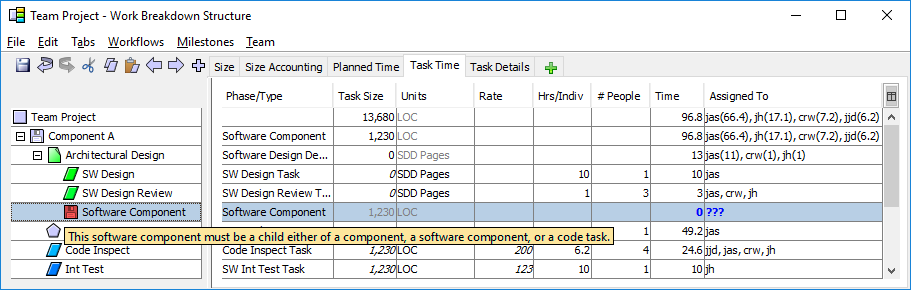 Team Project - Work Breakdown Structure
File Edit Tabs Workflows Milestones Team
Size Size Accounting Planned Time Task Time Task Details
Phase/Type Task Size Units Rate Hrs/Indiv # People Time Assigned To
Team Project 13,680 LOC 96.8 jas(66.4), jh(17.1), crw(7.2), jjd(6.2)
Component A Software Component 1,230 LOC 96.8 jas(66.4), jh(17.1), crw(7.2), jjd(6.2)
Architectural Design Software Design De... 0 SDD Pages 13 jas(11), crw(1), jh(1)
SW Design SW Design Task 0 SDD Pages 10 1 10 jas
SW Design Review SW Design Review T... 0 SDD Pages 1 3 3 jas, crw, jh
Software Component Software Component 1,230 LOC 0 ???
This software component must be a child either of a component, a software component, or a code task. 1 49.2 jas
Code Inspect Code Inspect Task 1,230 LOC 200 6.2 4 24.6 jjd, jas, crw, jh
Int Test SW Int Test Task 1,230 LOC 123 10 1 10 jh